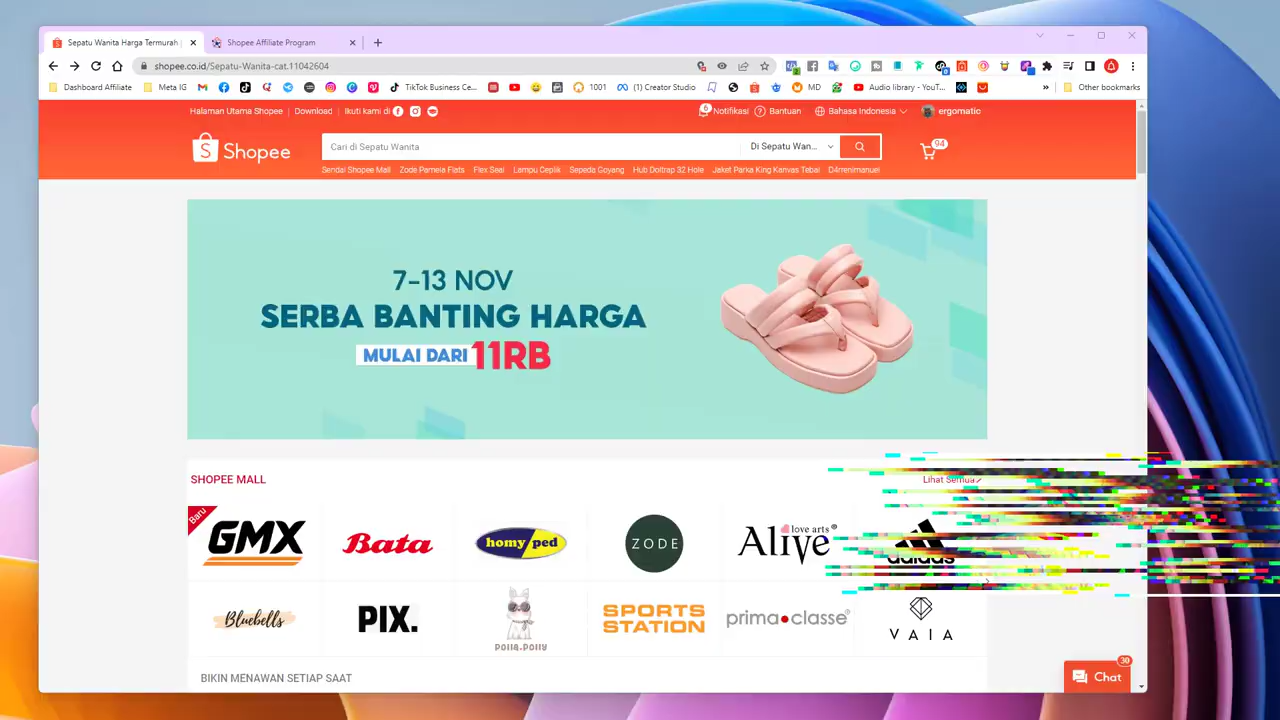 Sepatu Wanita Harga Termurah
Shopee Affiliate Program
shopee.co.id/Sepatu-Wanita-cat.11042604
Dashboard Affiliate
Meta IG
TikTok Business Ce...
1001
(1) Creator Studio
MD
Audio library - YouT...
»
Other bookmarks
Halaman Utama Shopee
Download
Ikuti kami di
6
Notifikasi
Bantuan
Bahasa Indonesia
ergomatic
Shopee
Cari di Sepatu Wanita
Di Sepatu Wan...
94
Sendal Shopee Mall
Zode Pamela Flats
Flex Seal
Lampu Ceplik
Sepeda Goyang
Hub Doltrap 32 Hole
Jaket Parka King Kanvas Tebal
D4rrenimanuel
7-13 NOV
SERBA BANTING HARGA
MULAI DARI 11RB
SHOPEE MALL
Lihat Semua
Baru
GMX
Bata
homyped
ZODE
love arts
Alive
adidas
Bluebells
PIX.
POLLA.POLLY
SPORTS STATION
prima classe
VAIA
BIKIN MENAWAN SETIAP SAAT
30
Chat